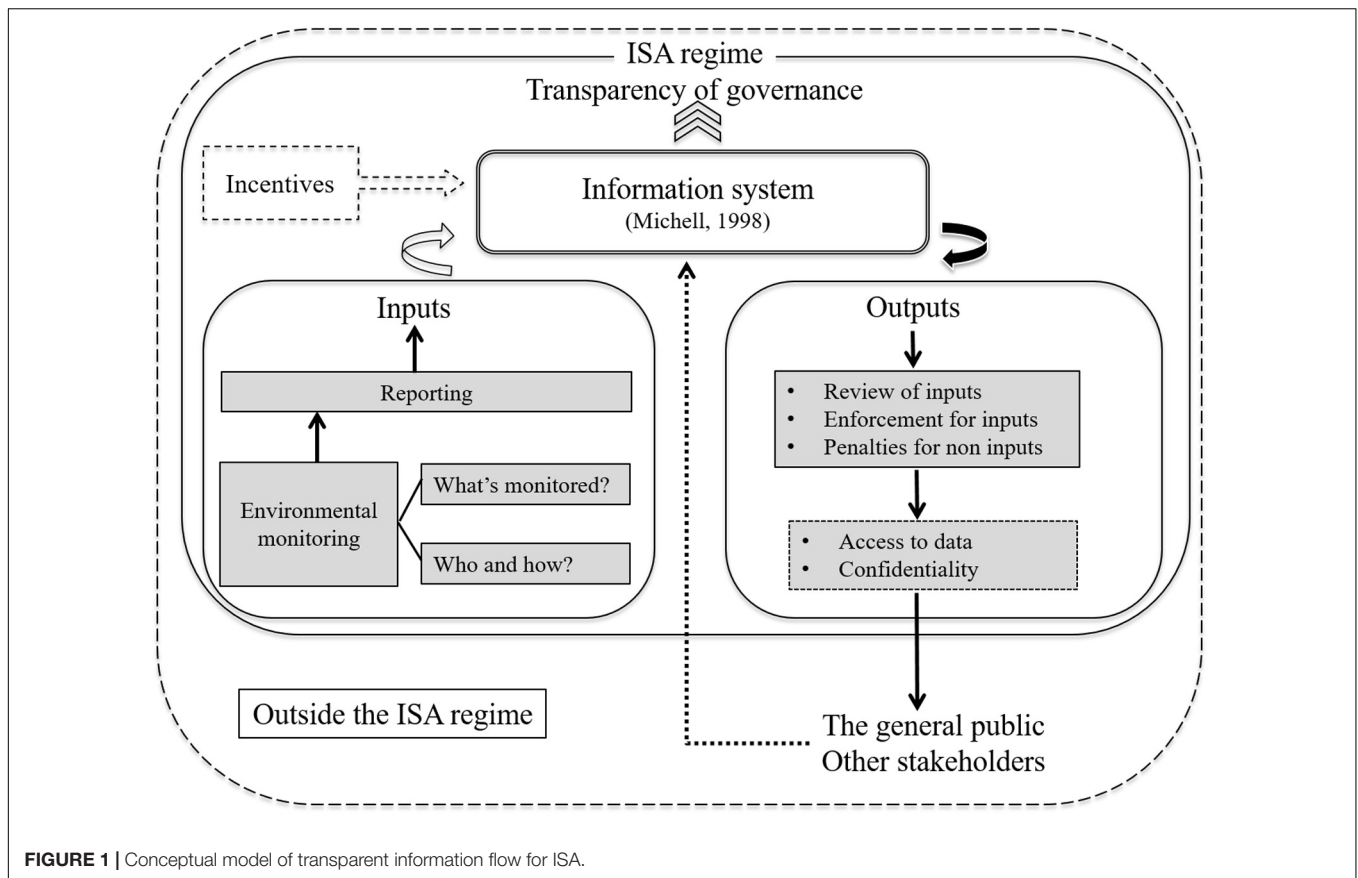 ISA regime
Transparency of governance
Incentives
Information system
(Michell, 1998)
Inputs
Reporting
Environmental
monitoring
What's monitored?
Who and how?
Outputs
• Review of inputs
• Enforcement for inputs
• Penalties for non inputs
• Access to data
• Confidentiality
Outside the ISA regime
The general public
Other stakeholders
FIGURE 1 | Conceptual model of transparent information flow for ISA.